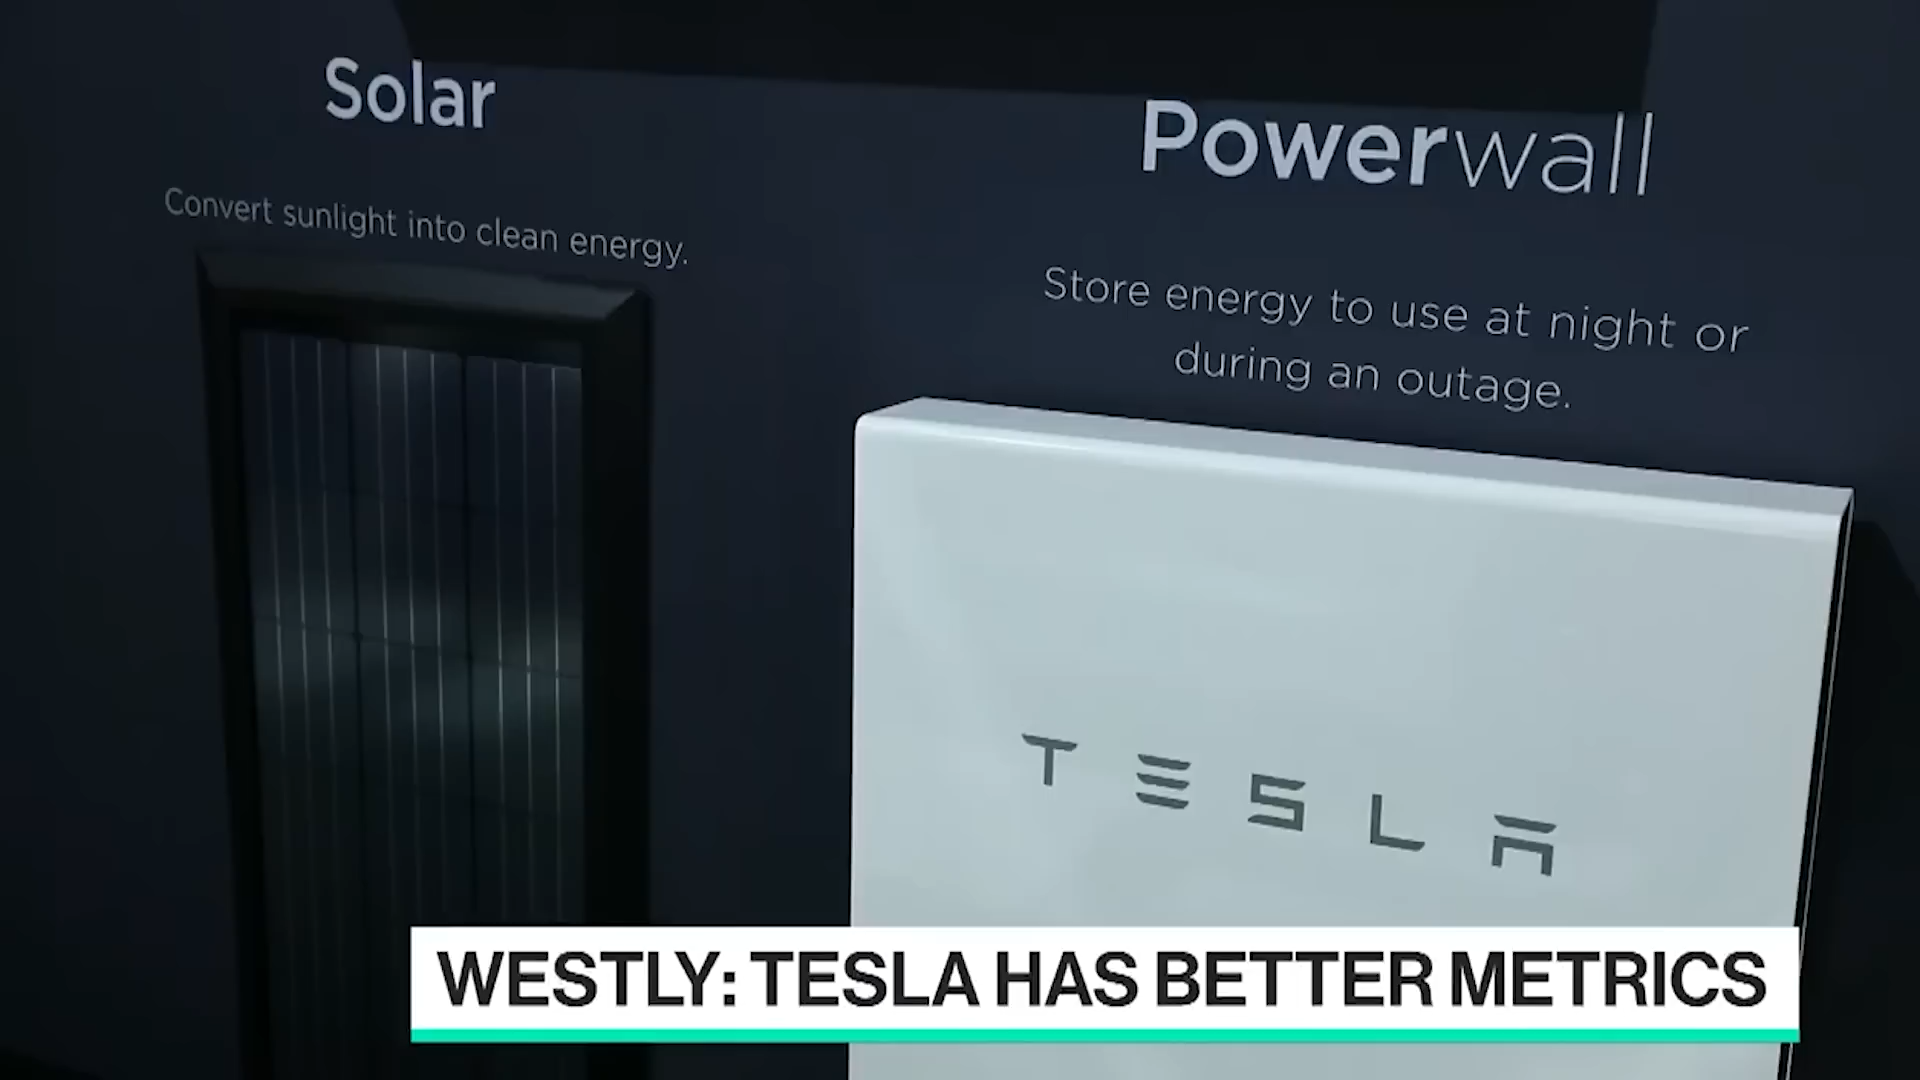 Solar
Convert sunlight into clean energy.
Powerwall
Store energy to use at night or
during an outage.
TESLA
WESTLY: TESLA HAS BETTER METRICS